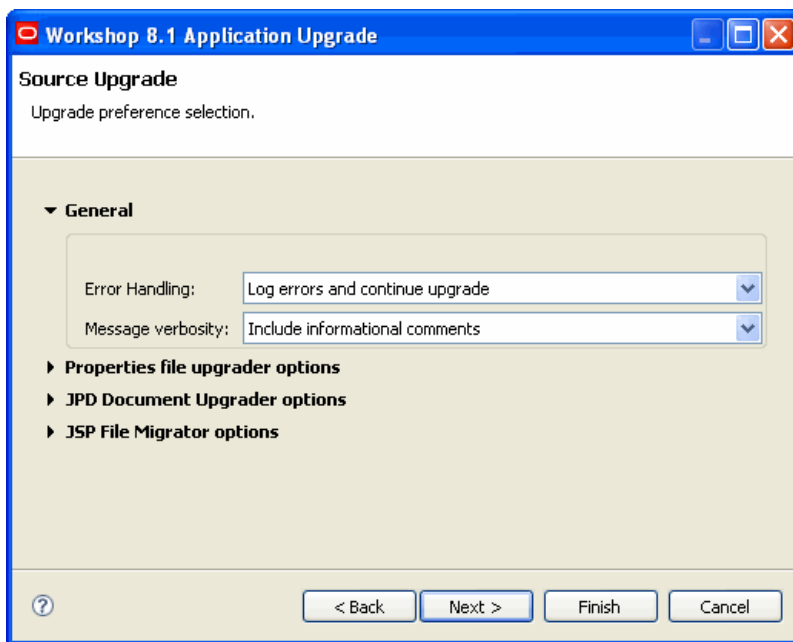 Workshop 8.1 Application Upgrade
Source Upgrade
Upgrade preference selection.
General
Error Handling: Log errors and continue upgrade
Message verbosity: Include informational comments
Properties file upgrader options
JPD Document Upgrader options
JSP File Migrator options
? < Back Next > Finish Cancel